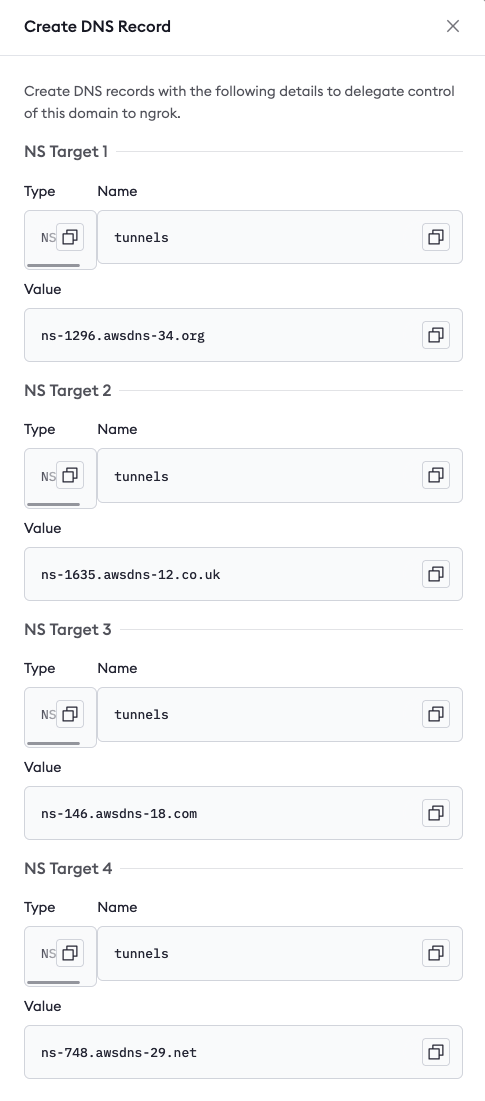 Create DNS Record
Create DNS records with the following details to delegate control
of this domain to ngrok.
NS Target 1
Type Name
NS tunnels
Value
ns-1296.awsdns-34.org
NS Target 2
Type Name
NS tunnels
Value
ns-1635.awsdns-12.co.uk
NS Target 3
Type Name
NS tunnels
Value
ns-146.awsdns-18.com
NS Target 4
Type Name
NS tunnels
Value
ns-748.awsdns-29.net